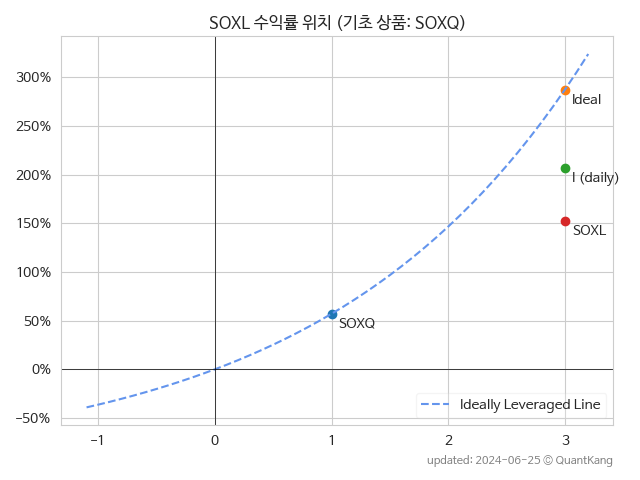 SOXL 수익률 위치 (기초 상품: SOXQ)
300%
250%
200%
150%
100%
50%
0%
−50%
Ideal
I (daily)
SOXL
SOXQ
Ideally Leveraged Line
−1
0
1
2
3
updated: 2024-06-25 © QuantKang